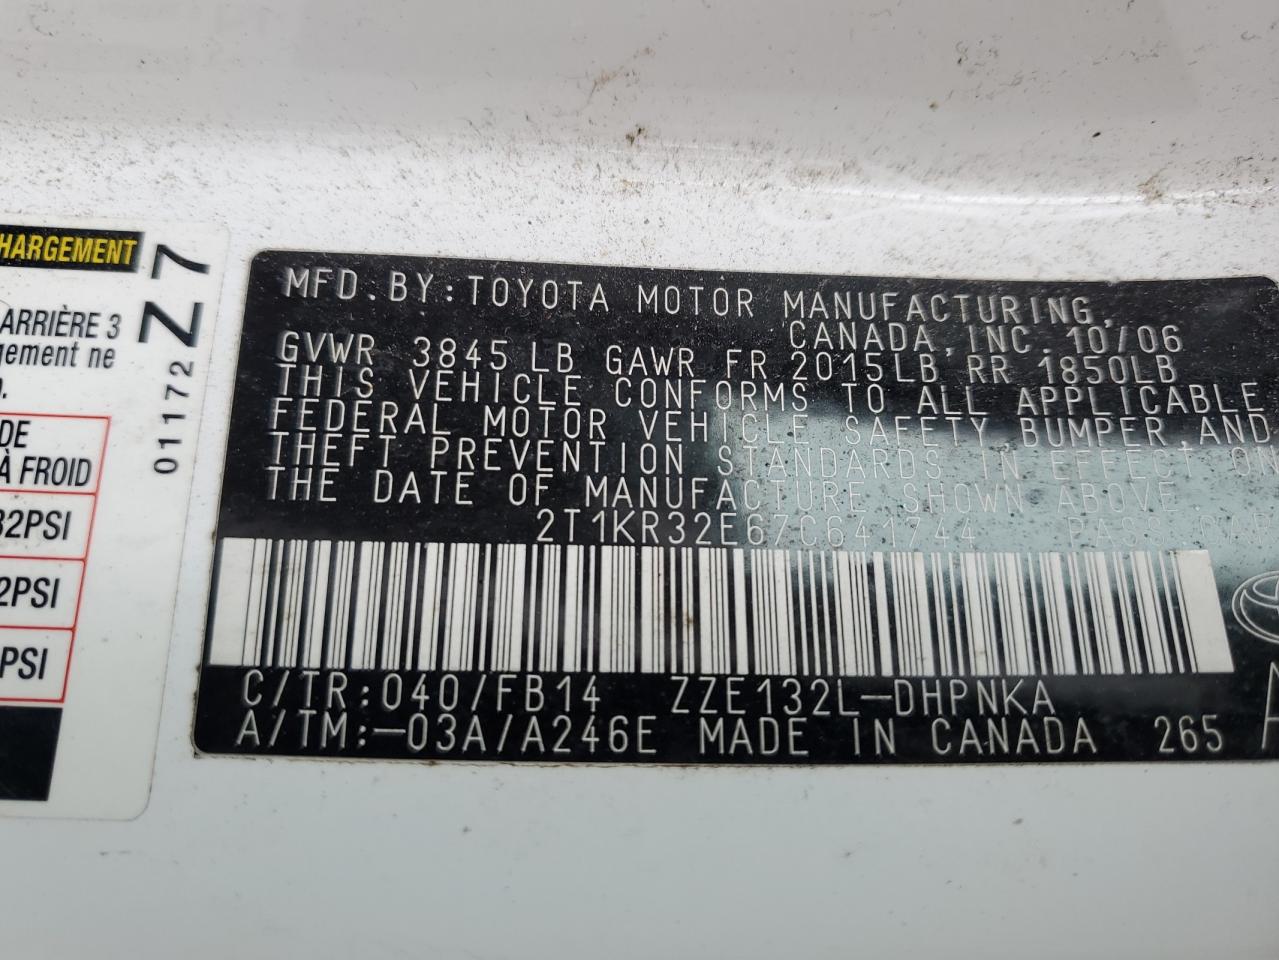 HARGEMENT
ARRIÈRE 3
gement ne
DE
À FROID
32PSI
2PSI
PSI
01172 Z7
MFD.BY:TOYOTA MOTOR MANUFACTURING,
CANADA,INC. 10/06
GVWR 3845LB GAWR FR 2015LB RR 1850LB
THIS VEHICLE CONFORMS TO ALL APPLICABLE
FEDERAL MOTOR VEHICLE SAFETY,BUMPER,AND
THEFT PREVENTION STANDARDS IN EFFECT ON
THE DATE OF MANUFACTURE SHOWN ABOVE.
2T1KR32E67C641744 PASS.CAR
C/TR:040/FB14 ZZE132L-DHPNKA
A/TM:-03A/A246E MADE IN CANADA 265